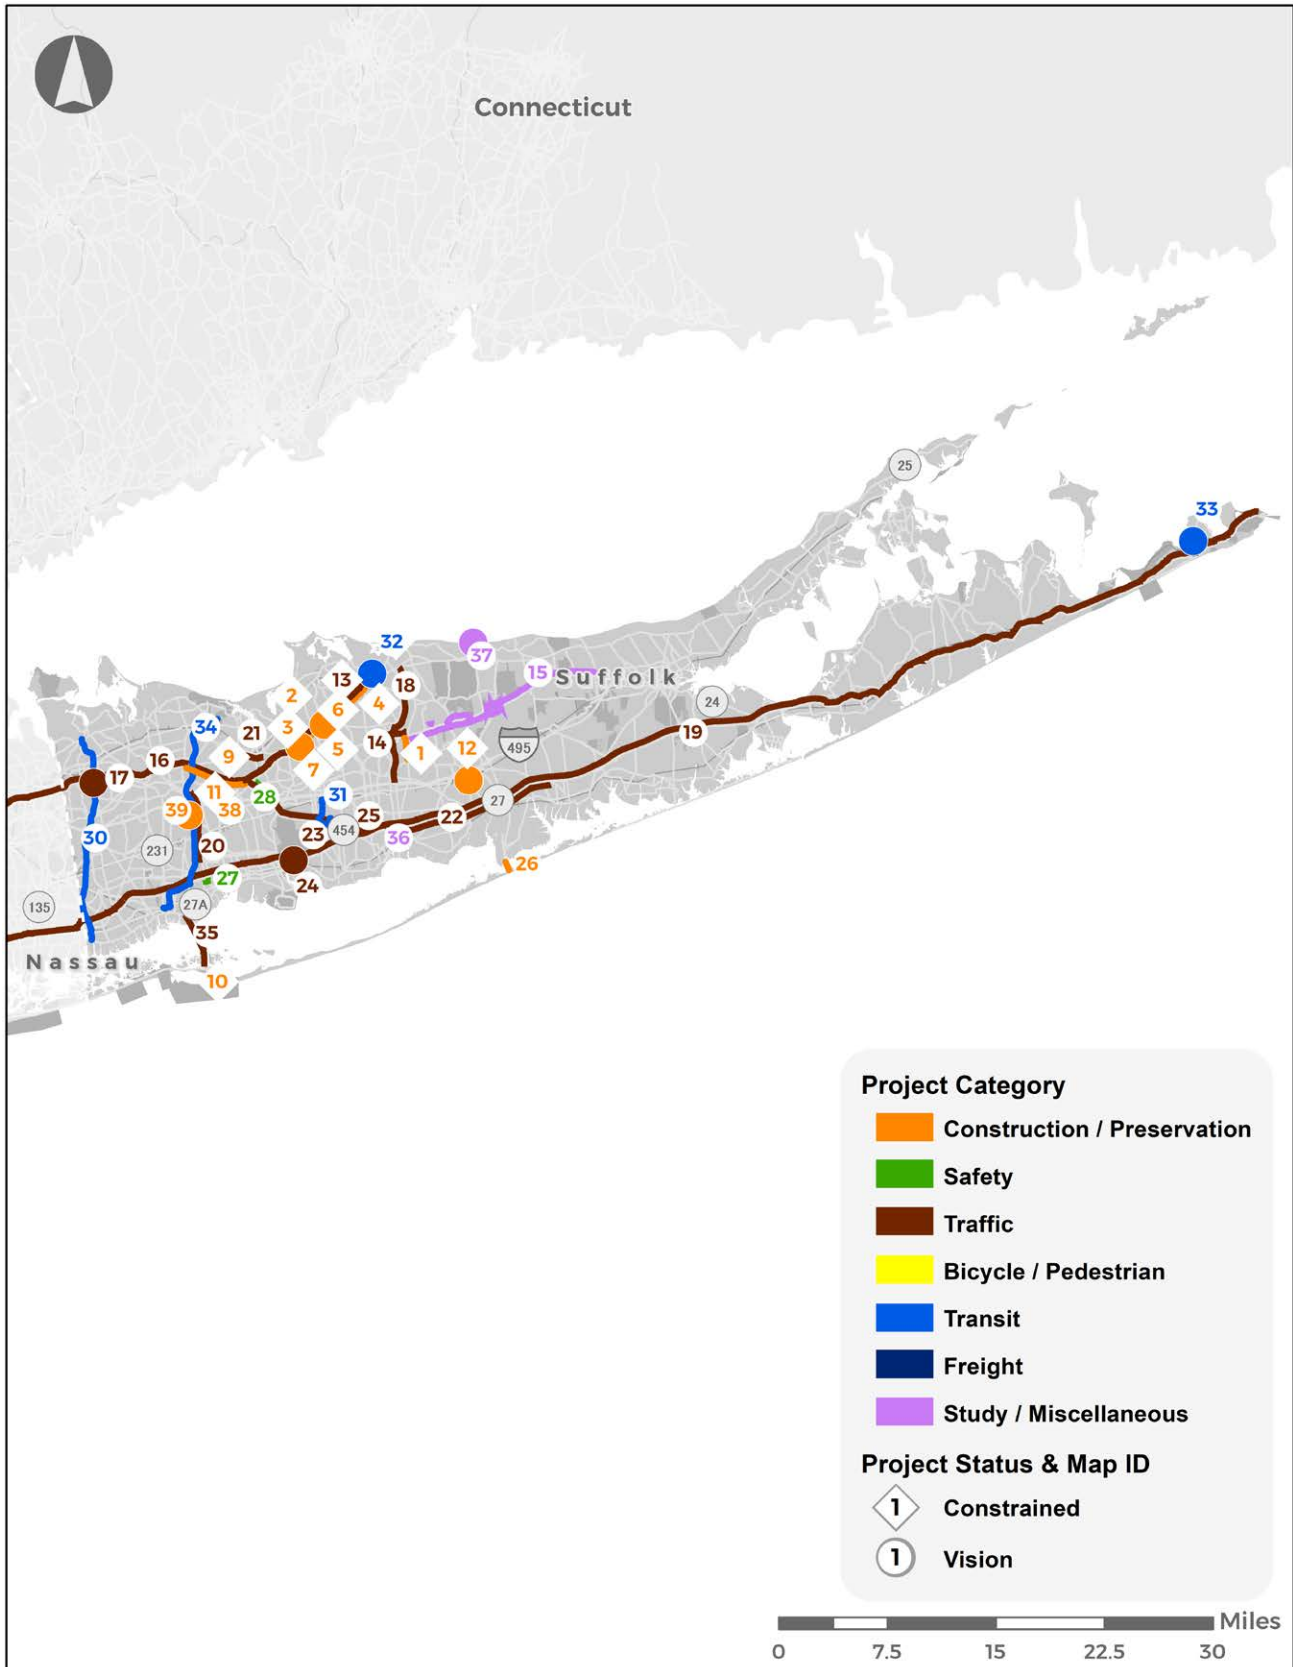 Connecticut
25
33
32
37
13
18
15
Suffolk
2
6
4
24
34
21
3
14
19
9
5
1
12
495
16
7
17
11
28
31
27
39
38
25
22
30
23
454
36
231
20
26
27
24
135
27A
35
Nassau
10
Project Category
Construction / Preservation
Safety
Traffic
Bicycle / Pedestrian
Transit
Freight
Study / Miscellaneous
Project Status & Map ID
1 Constrained
1 Vision
Miles
0 7.5 15 22.5 30